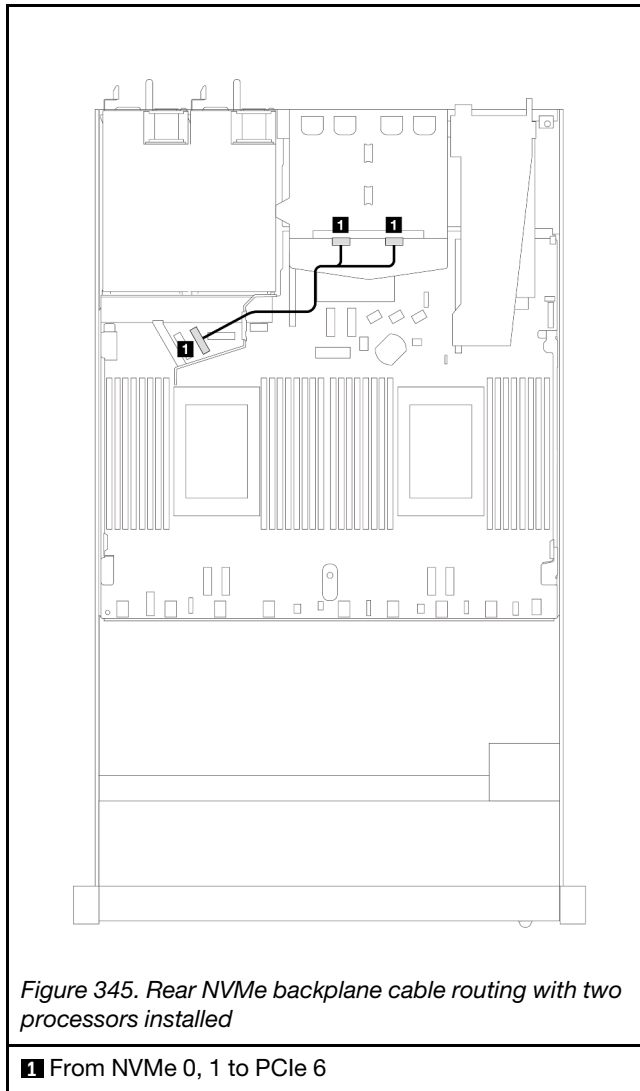 1 1
1
Figure 345. Rear NVMe backplane cable routing with two
processors installed
1 From NVMe 0, 1 to PCIe 6